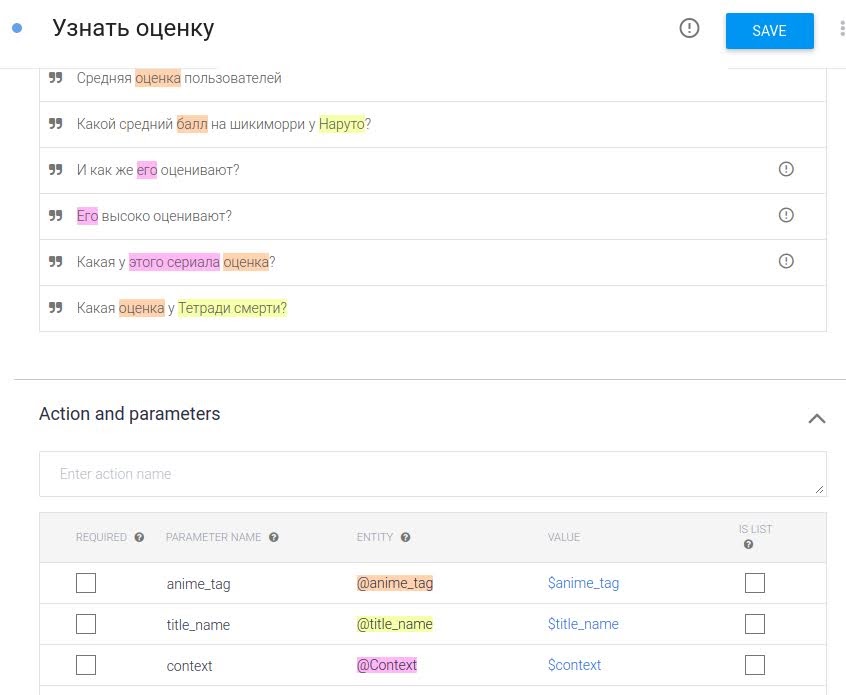 Узнать оценку
SAVE
Средняя оценка пользователей
Какой средний балл на шикиморри у Наруто?
И как же его оценивают?
Его высоко оценивают?
Какая у этого сериала оценка?
Какая оценка у Тетради смерти?
Action and parameters
Enter action name
REQUIRED PARAMETER NAME ENTITY VALUE IS LIST
anime_tag @anime_tag $anime_tag
title_name @title_name $title_name
context @Context $context